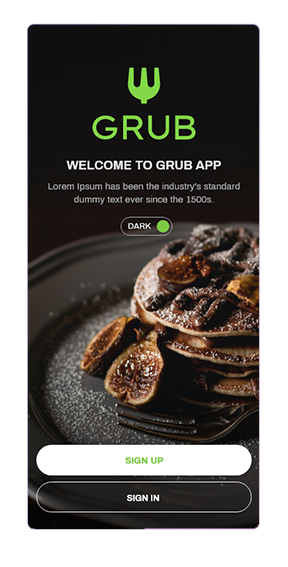 GRUB
WELCOME TO GRUB APP
Lorem Ipsum has been the industry's standard
dummy text ever since the 1500s.
DARK
SIGN UP
SIGN IN